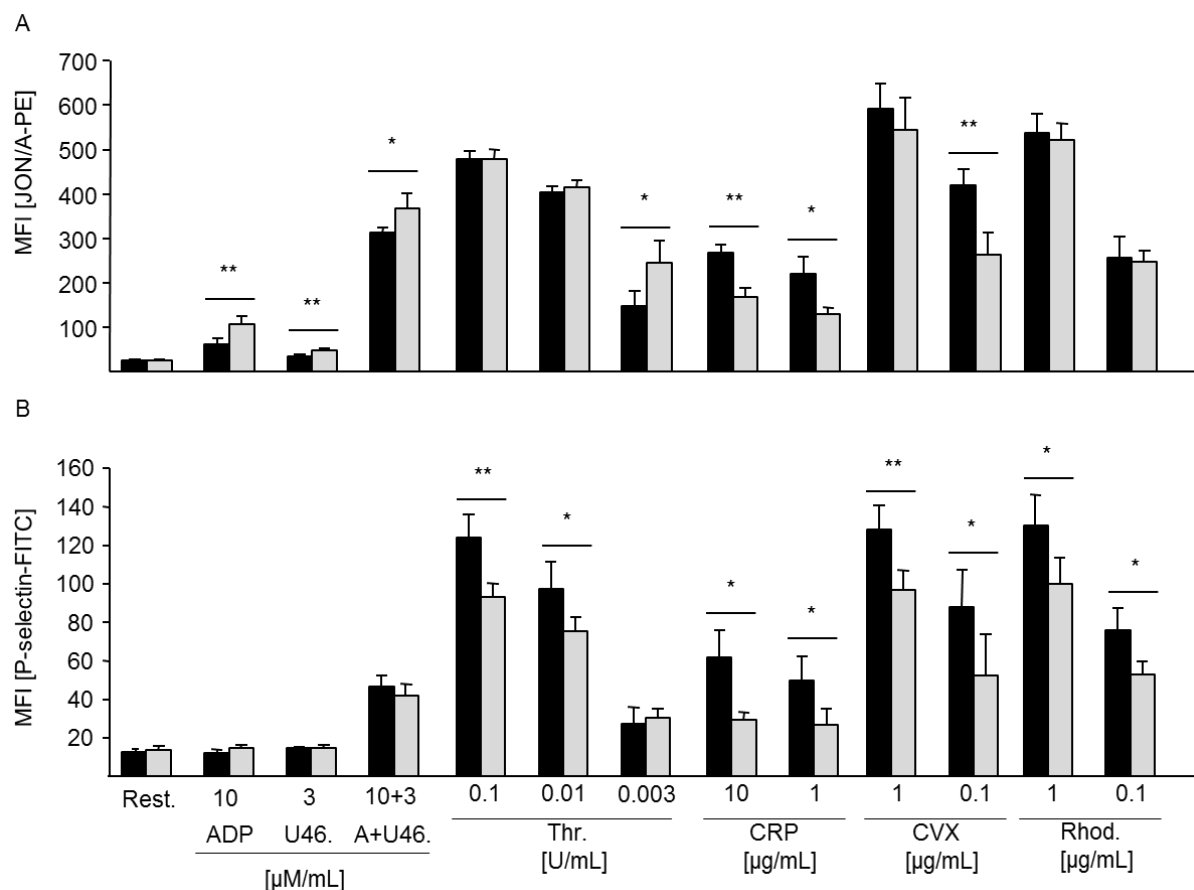 A
MFI [JON/A-PE]
700
600
500
400
300
200
100
** ** * * ** * **
B
MFI [P-selectin-FITC]
160
140
120
100
80
60
40
20
** * * * ** * * *
Rest. 10 3 10+3 0.1 0.01 0.003 10 1 1 0.1 1 0.1
ADP U46. A+U46. Thr. CRP CVX Rhod.
[µM/mL] [U/mL] [µg/mL] [µg/mL] [µg/mL]